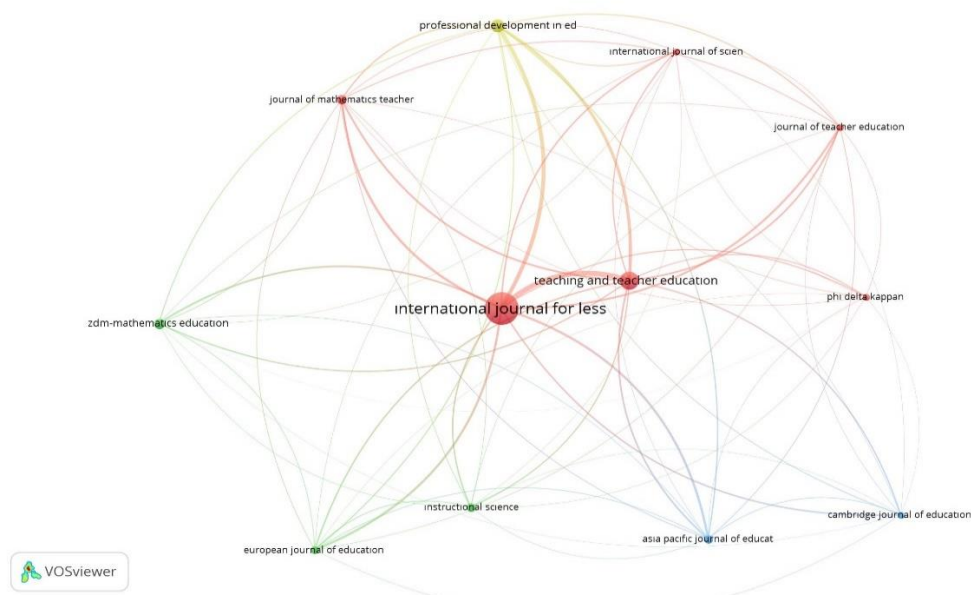 professional development in ed
international journal of scien
journal of mathematics teacher
journal of teacher education
teaching and teacher education
phi delta kappan
international journal for less
zdm-mathematics education
instructional science
cambridge journal of education
asia pacific journal of educat
european journal of education
VOSviewer